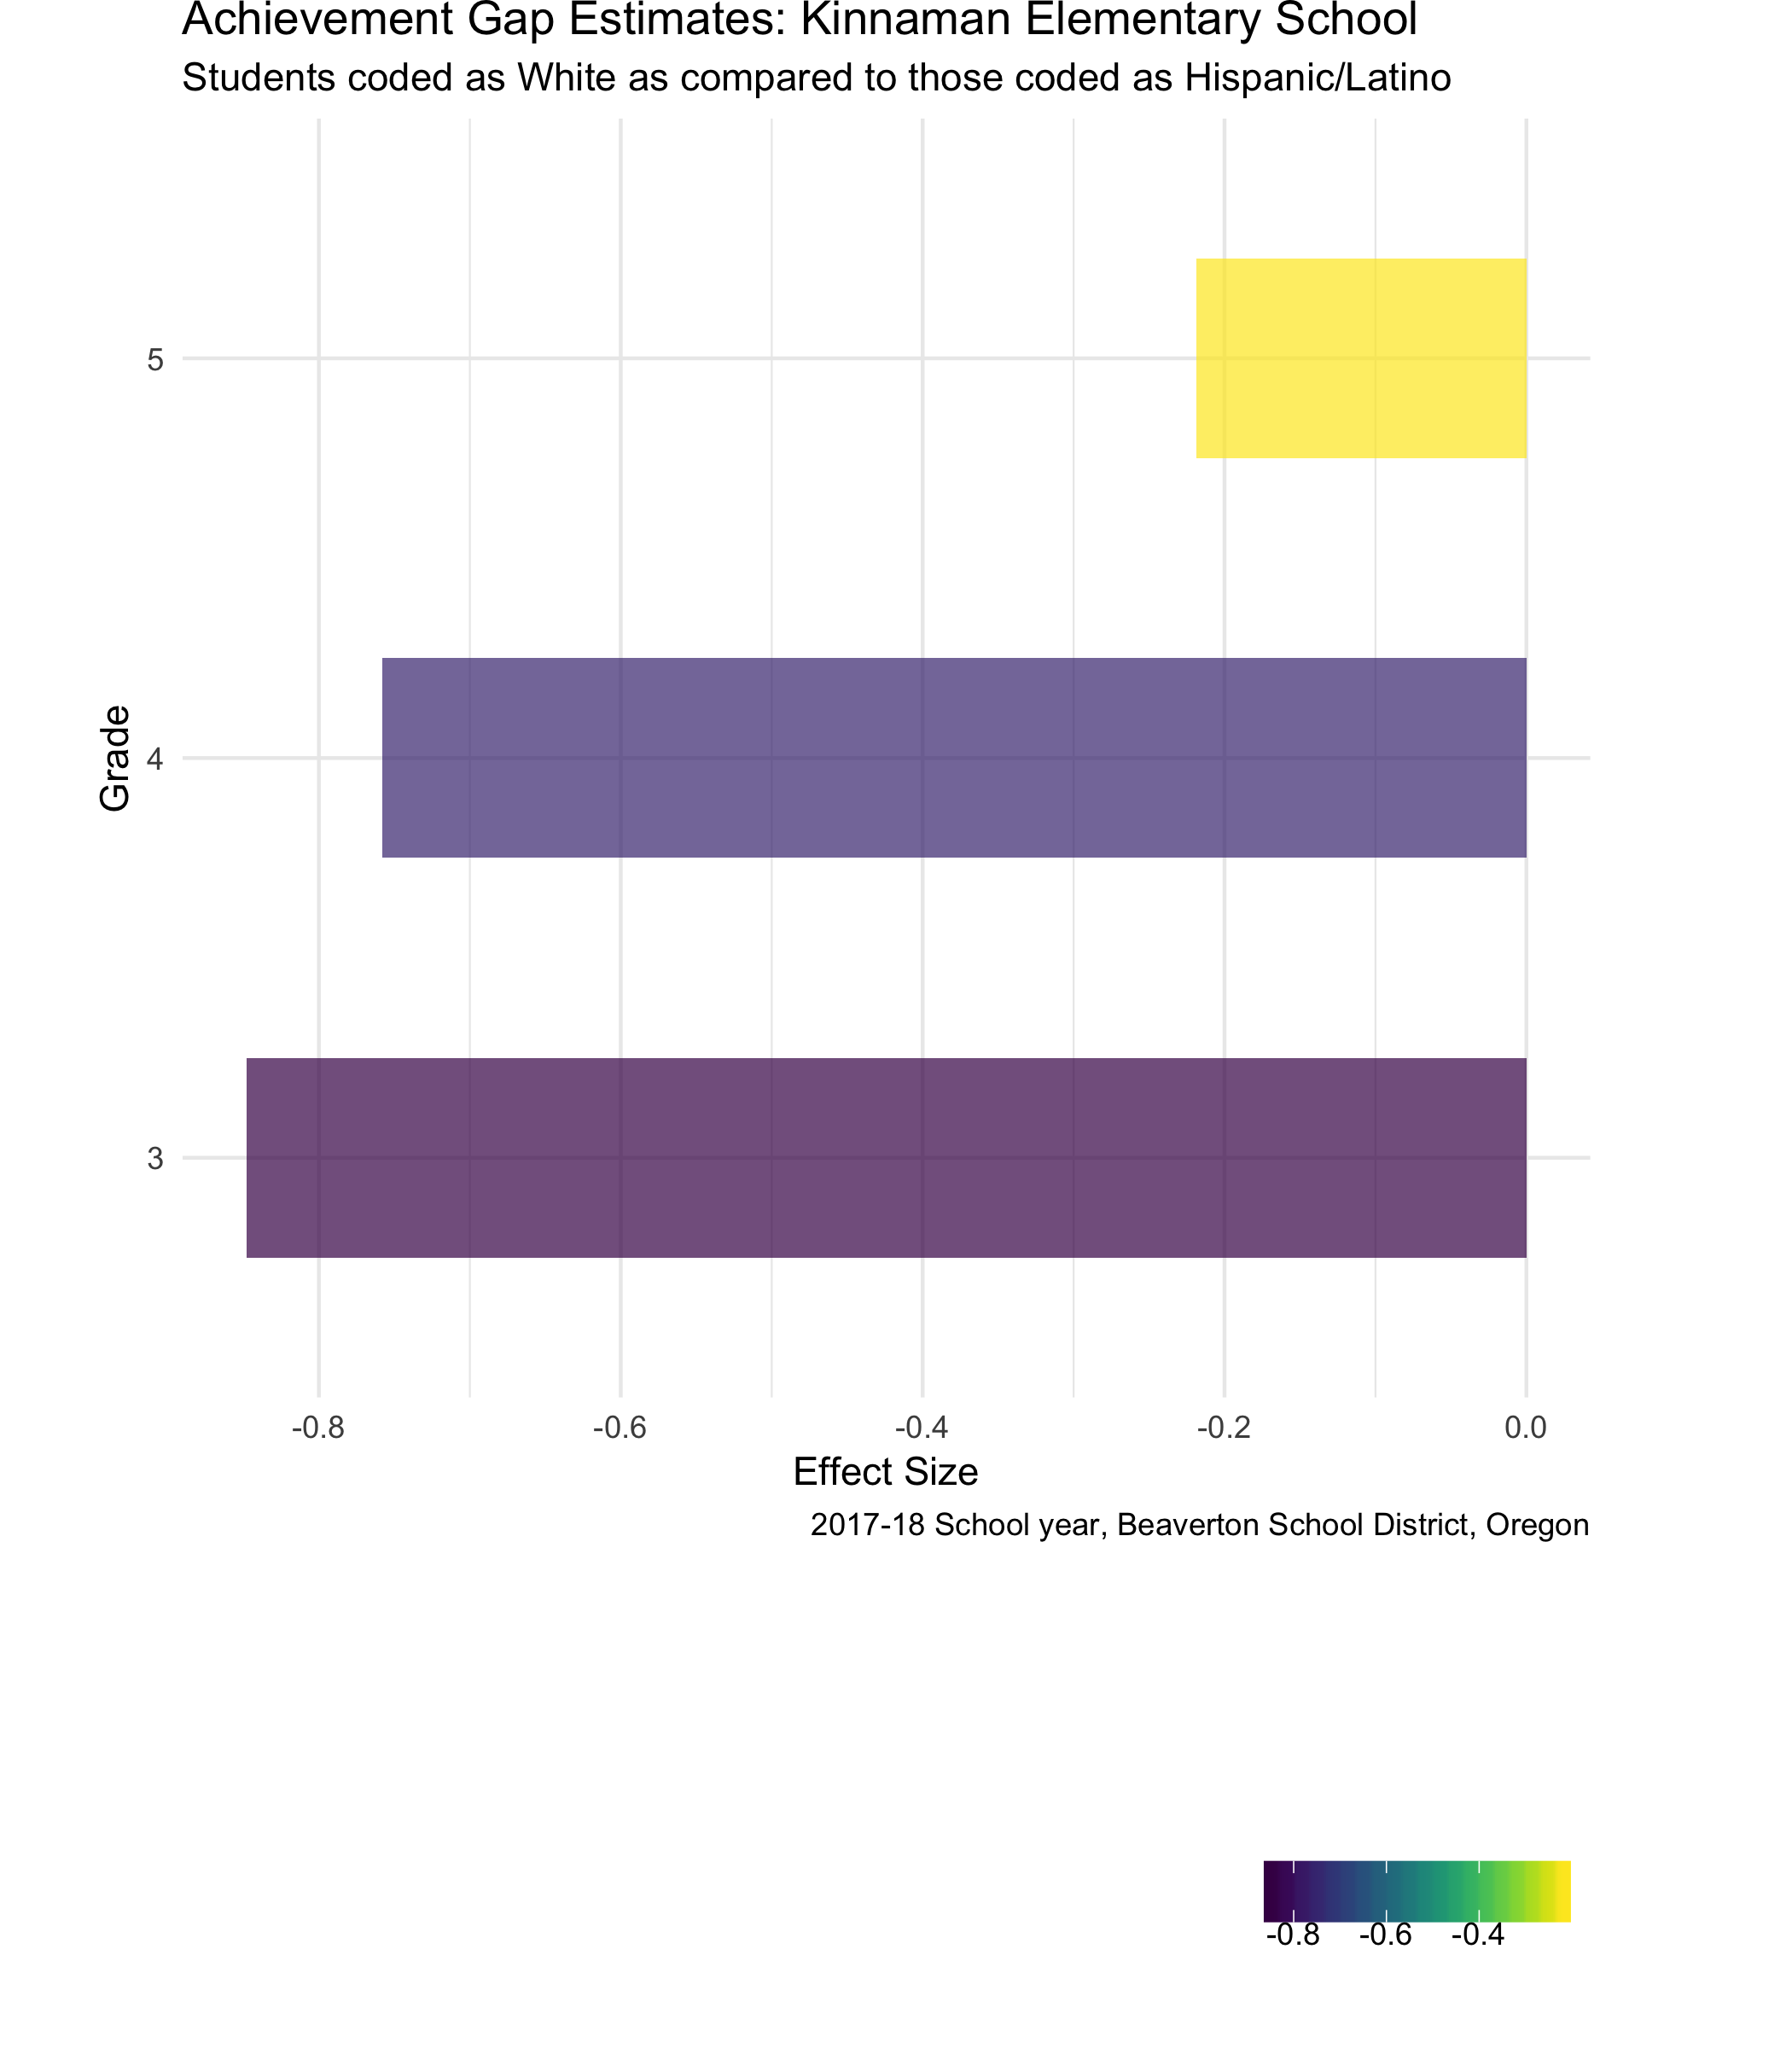 Achievement Gap Estimates: Kinnaman Elementary School
Students coded as White as compared to those coded as Hispanic/Latino
5
4
3
Grade
-0.8 -0.6 -0.4 -0.2 0.0
Effect Size
2017-18 School year, Beaverton School District, Oregon
-0.8 -0.6 -0.4